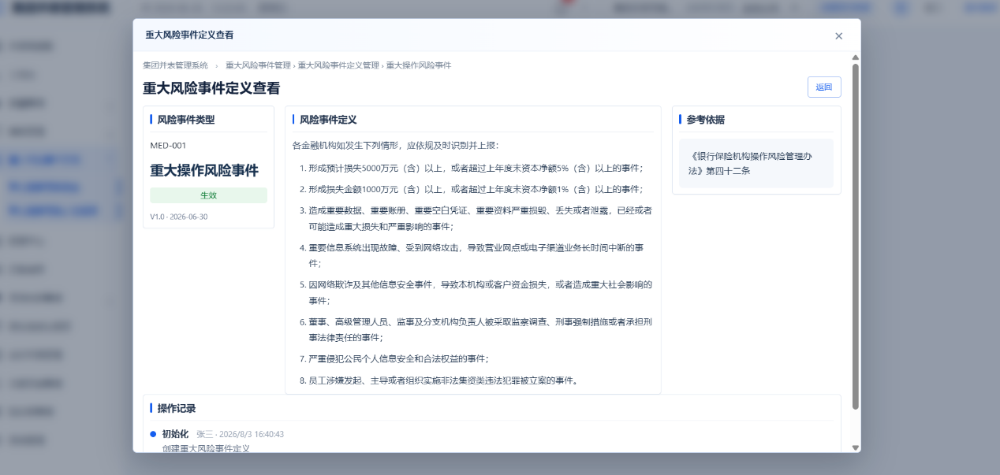 重大风险事件定义查看
集团并表管理系统 › 重大风险事件管理 › 重大风险事件定义管理 › 重大操作风险事件
重大风险事件定义查看
返回
风险事件类型
MED-001
重大操作风险事件
生效
V1.0 · 2026-06-30
风险事件定义
各金融机构如发生下列情形，应依规及时识别并上报：
1. 形成预计损失5000万元（含）以上，或者超过上年度末资本净额5%（含）以上的事件；
2. 形成损失金额1000万元（含）以上，或者超过上年度末资本净额1%（含）以上的事件；
3. 造成重要数据、重要账册、重要空白凭证、重要资料严重损毁、丢失或者泄露，已经或者
可能造成重大损失和严重影响的事件；
4. 重要信息系统出现故障、受到网络攻击，导致营业网点或电子渠道业务长时间中断的事
件；
5. 因网络欺诈及其他信息安全事件，导致本机构或客户资金损失，或者造成重大社会影响的
事件；
6. 董事、高级管理人员、监事及分支机构负责人被采取监察调查、刑事强制措施或者承担刑
事法律责任的事件；
7. 严重侵犯公民个人信息安全和合法权益的事件；
8. 员工涉嫌发起、主导或者组织实施非法集资类违法犯罪被立案的事件。
参考依据
《银行保险机构操作风险管理办
法》第四十二条
操作记录
初始化 张三 · 2026/8/3 16:40:43
创建重大风险事件定义